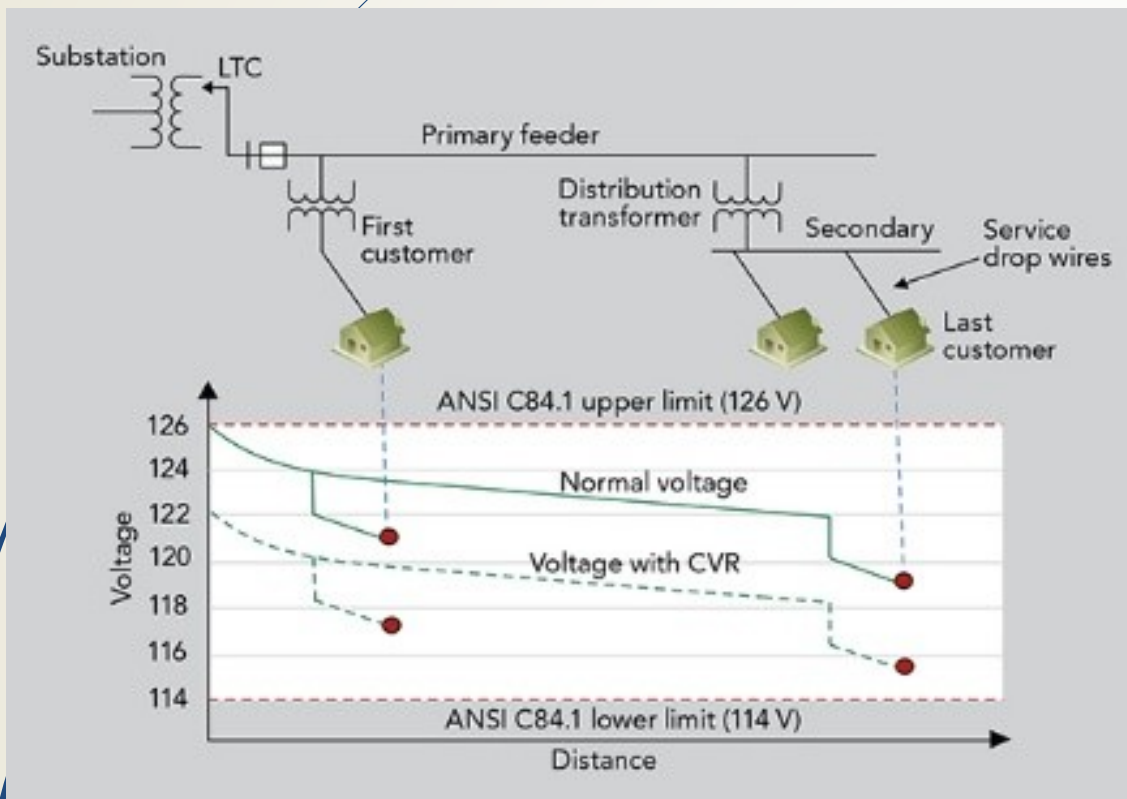 Substation
LTC
Primary feeder
Distribution
transformer
First
customer
Secondary
Service
drop wires
Last
customer
ANSI C84.1 upper limit (126 V)
126
124
122
120
118
116
114
Voltage
Normal voltage
Voltage with CVR
ANSI C84.1 lower limit (114 V)
Distance